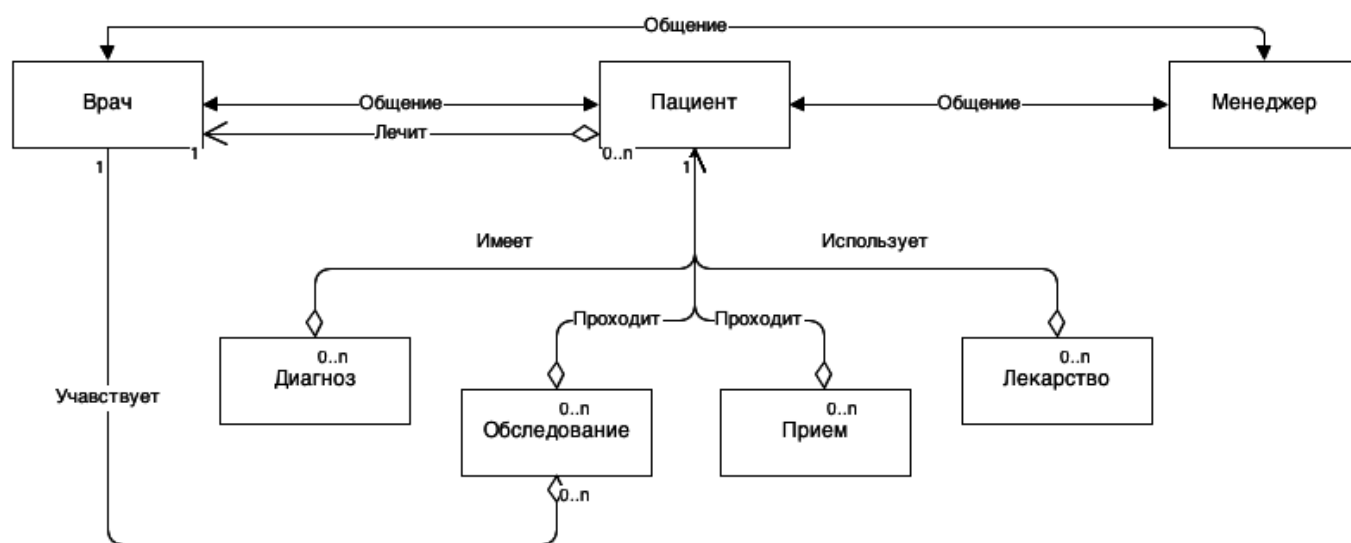 Общение
Врач
Общение
Пациент
Общение
Менеджер
Лечит
1
0..n
1
1
Имеет
Использует
Проходит
Проходит
0..n
Диагноз
0..n
Лекарство
Учавствует
0..n
Обследование
0..n
Прием
0..n